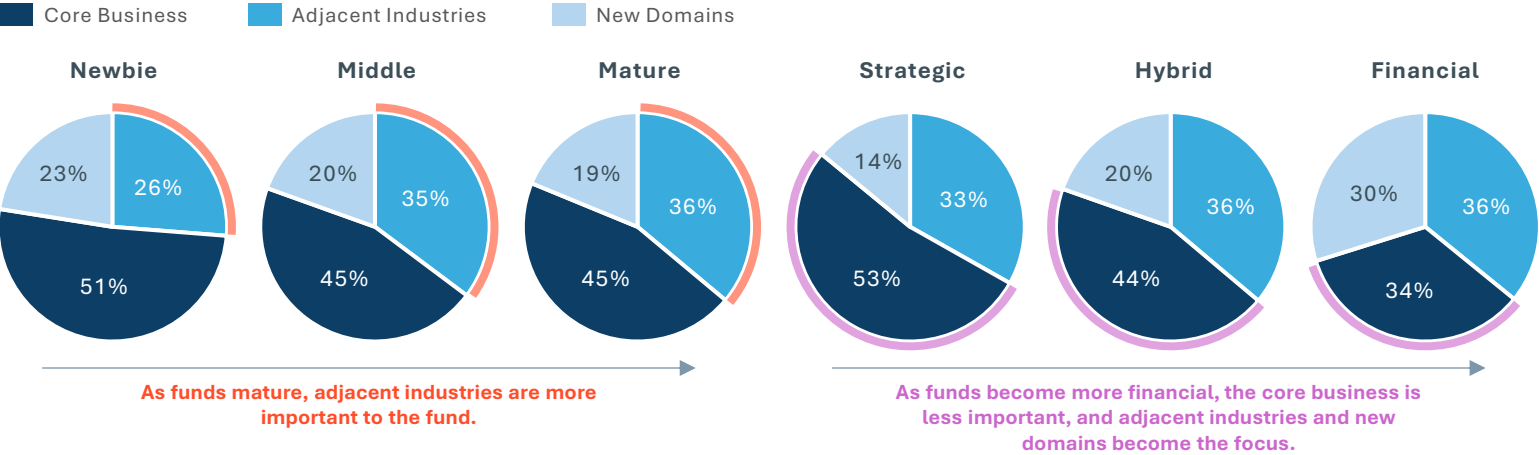 Core Business
Adjacent Industries
New Domains
Newbie
Middle
Mature
Strategic
Hybrid
Financial
23%
26%
51%
20%
35%
45%
19%
36%
45%
14%
33%
53%
20%
36%
44%
30%
36%
34%
As funds mature, adjacent industries are more
important to the fund.
As funds become more financial, the core business is
less important, and adjacent industries and new
domains become the focus.